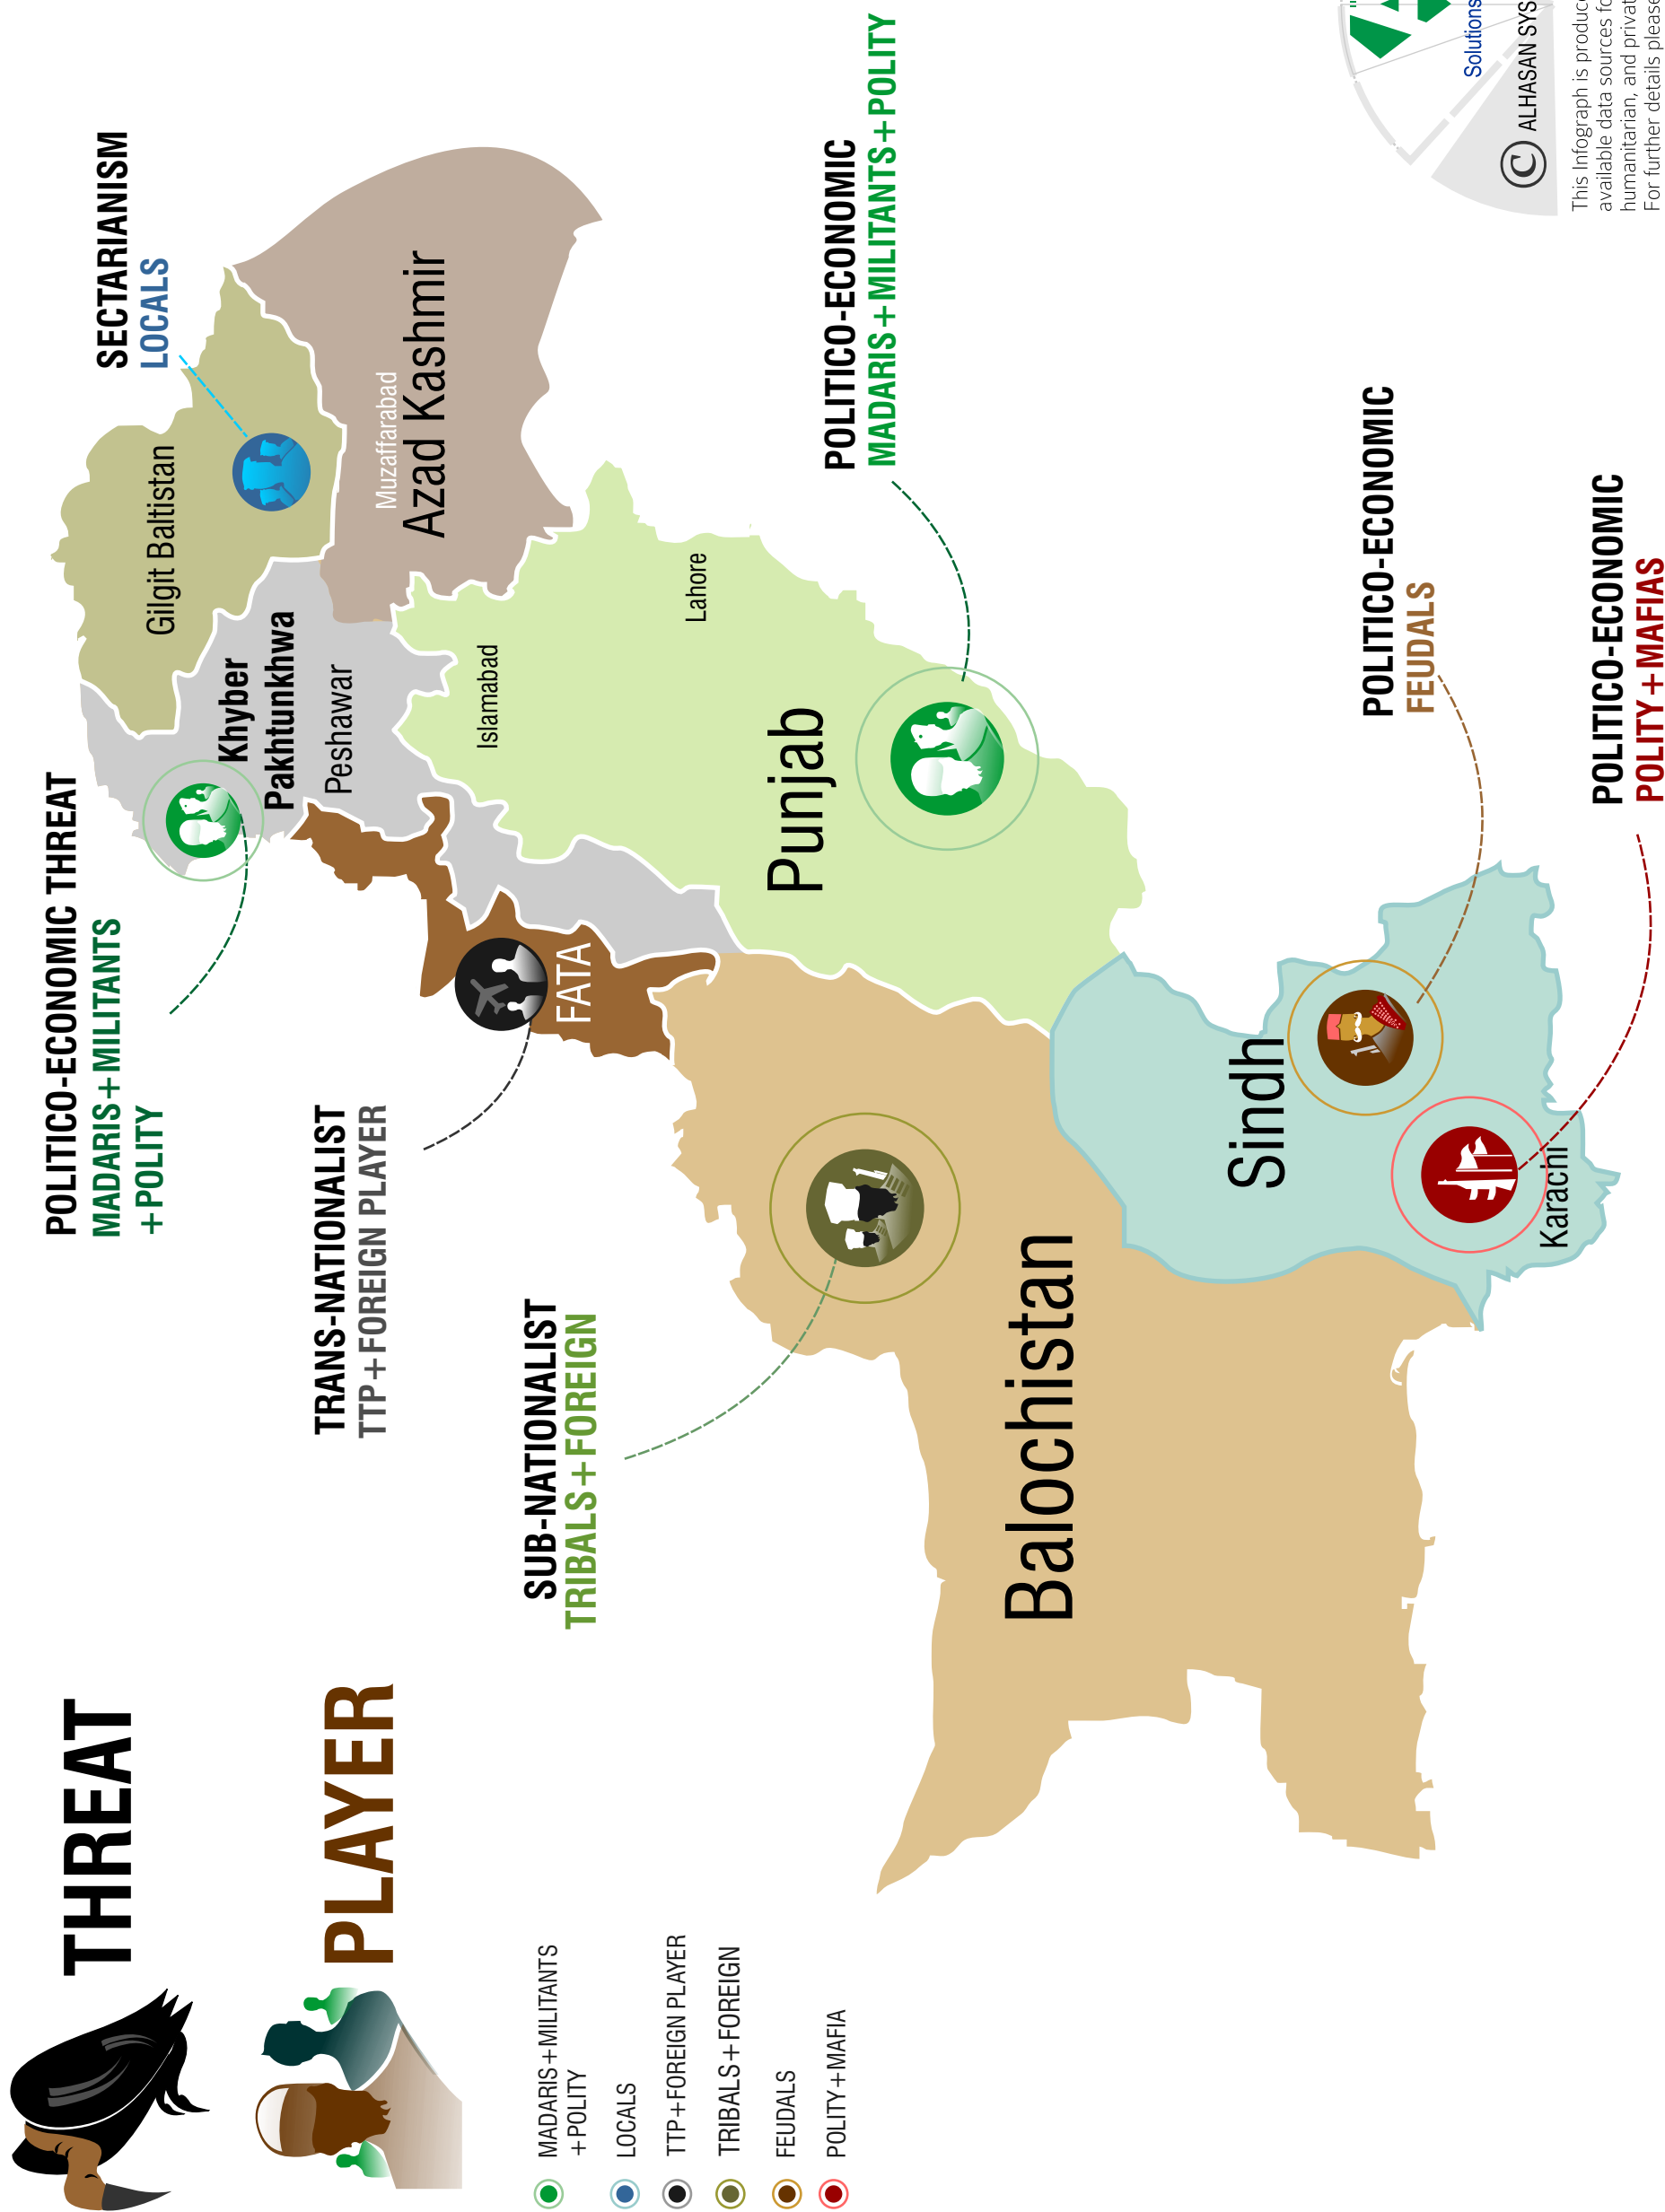 THREAT
PLAYER
MADARIS+MILITANTS
+POLITY
LOCALS
TTP+FOREIGN PLAYER
TRIBALS+FOREIGN
FEUDALS
POLITY+MAFIA
POLITICO-ECONOMIC THREAT
MADARIS+MILITANTS
+POLITY
TRANS-NATIONALIST
TTP+FOREIGN PLAYER
SUB-NATIONALIST
TRIBALS+FOREIGN
SECTARIANISM
LOCALS
Gilgit Baltistan
Khyber
Pakhtunkhwa
Peshawar
Muzaffarabad
Azad Kashmir
Islamabad
FATA
Lahore
Punjab
POLITICO-ECONOMIC
MADARIS+MILITANTS+POLITY
Balochistan
Sindh
Karachi
POLITICO-ECONOMIC
FEUDALS
POLITICO-ECONOMIC
POLITY+MAFIAS
Solutions
© ALHASAN SYS
This Infograph is produc
available data sources fo
humanitarian, and privat
For further details please